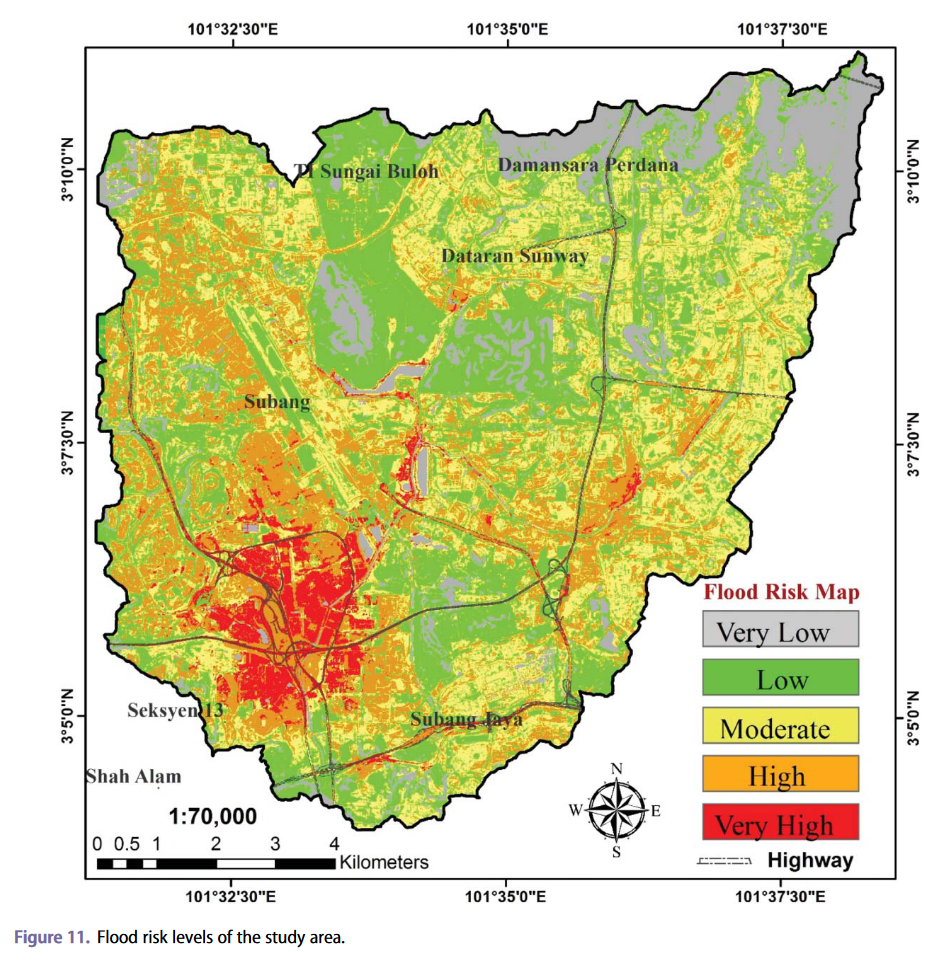 101°32'30"E 101°35'0"E 101°37'30"E
3°10'0"N
3°10'0"N
TI Sungai Buloh
Damansara Perdana
Dataran Sunway
Subang
3°7'30"N
3°7'30"N
Flood Risk Map
Very Low
Low
Moderate
High
Very High
Highway
Seksyen 13
Subang Jaya
3°5'0"N
3°5'0"N
Shah Alam
1:70,000
0 0.5 1 2 3 4
Kilometers
N
W E
S
101°32'30"E 101°35'0"E 101°37'30"E
Figure 11. Flood risk levels of the study area.